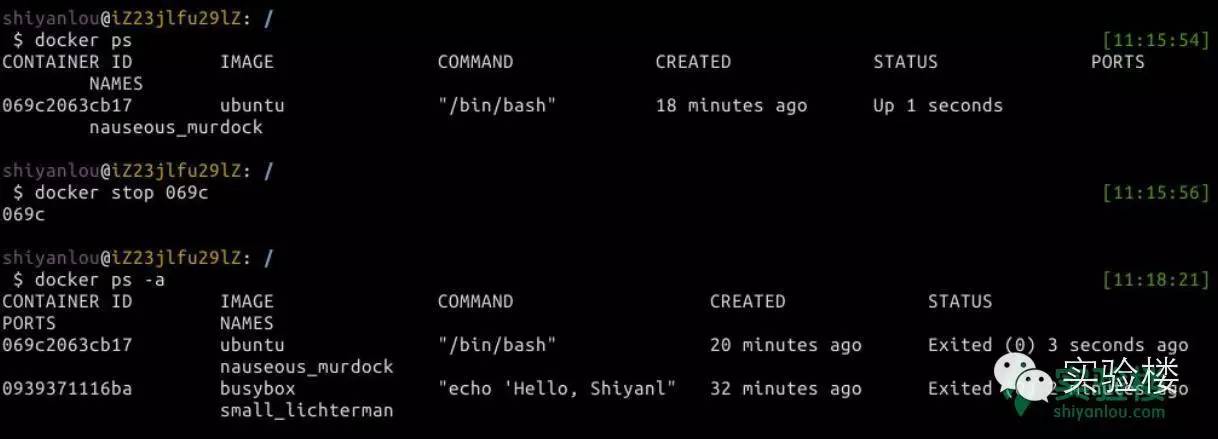 shiyanlou@iZ23jlfu29lZ: /
$ docker ps [11:15:54]
CONTAINER ID IMAGE COMMAND CREATED STATUS PORTS
NAMES
069c2063cb17 ubuntu "/bin/bash" 18 minutes ago Up 1 seconds
nauseous_murdock
shiyanlou@iZ23jlfu29lZ: /
$ docker stop 069c [11:15:56]
069c
shiyanlou@iZ23jlfu29lZ: /
$ docker ps -a [11:18:21]
CONTAINER ID IMAGE COMMAND CREATED STATUS
PORTS NAMES
069c2063cb17 ubuntu "/bin/bash" 20 minutes ago Exited (0) 3 seconds ago
nauseous_murdock
0939371116ba busybox "echo 'Hello, Shiyanl" 32 minutes ago Exited minutes ago
small_lichterman
实验楼
实验楼
shiyanlou.com